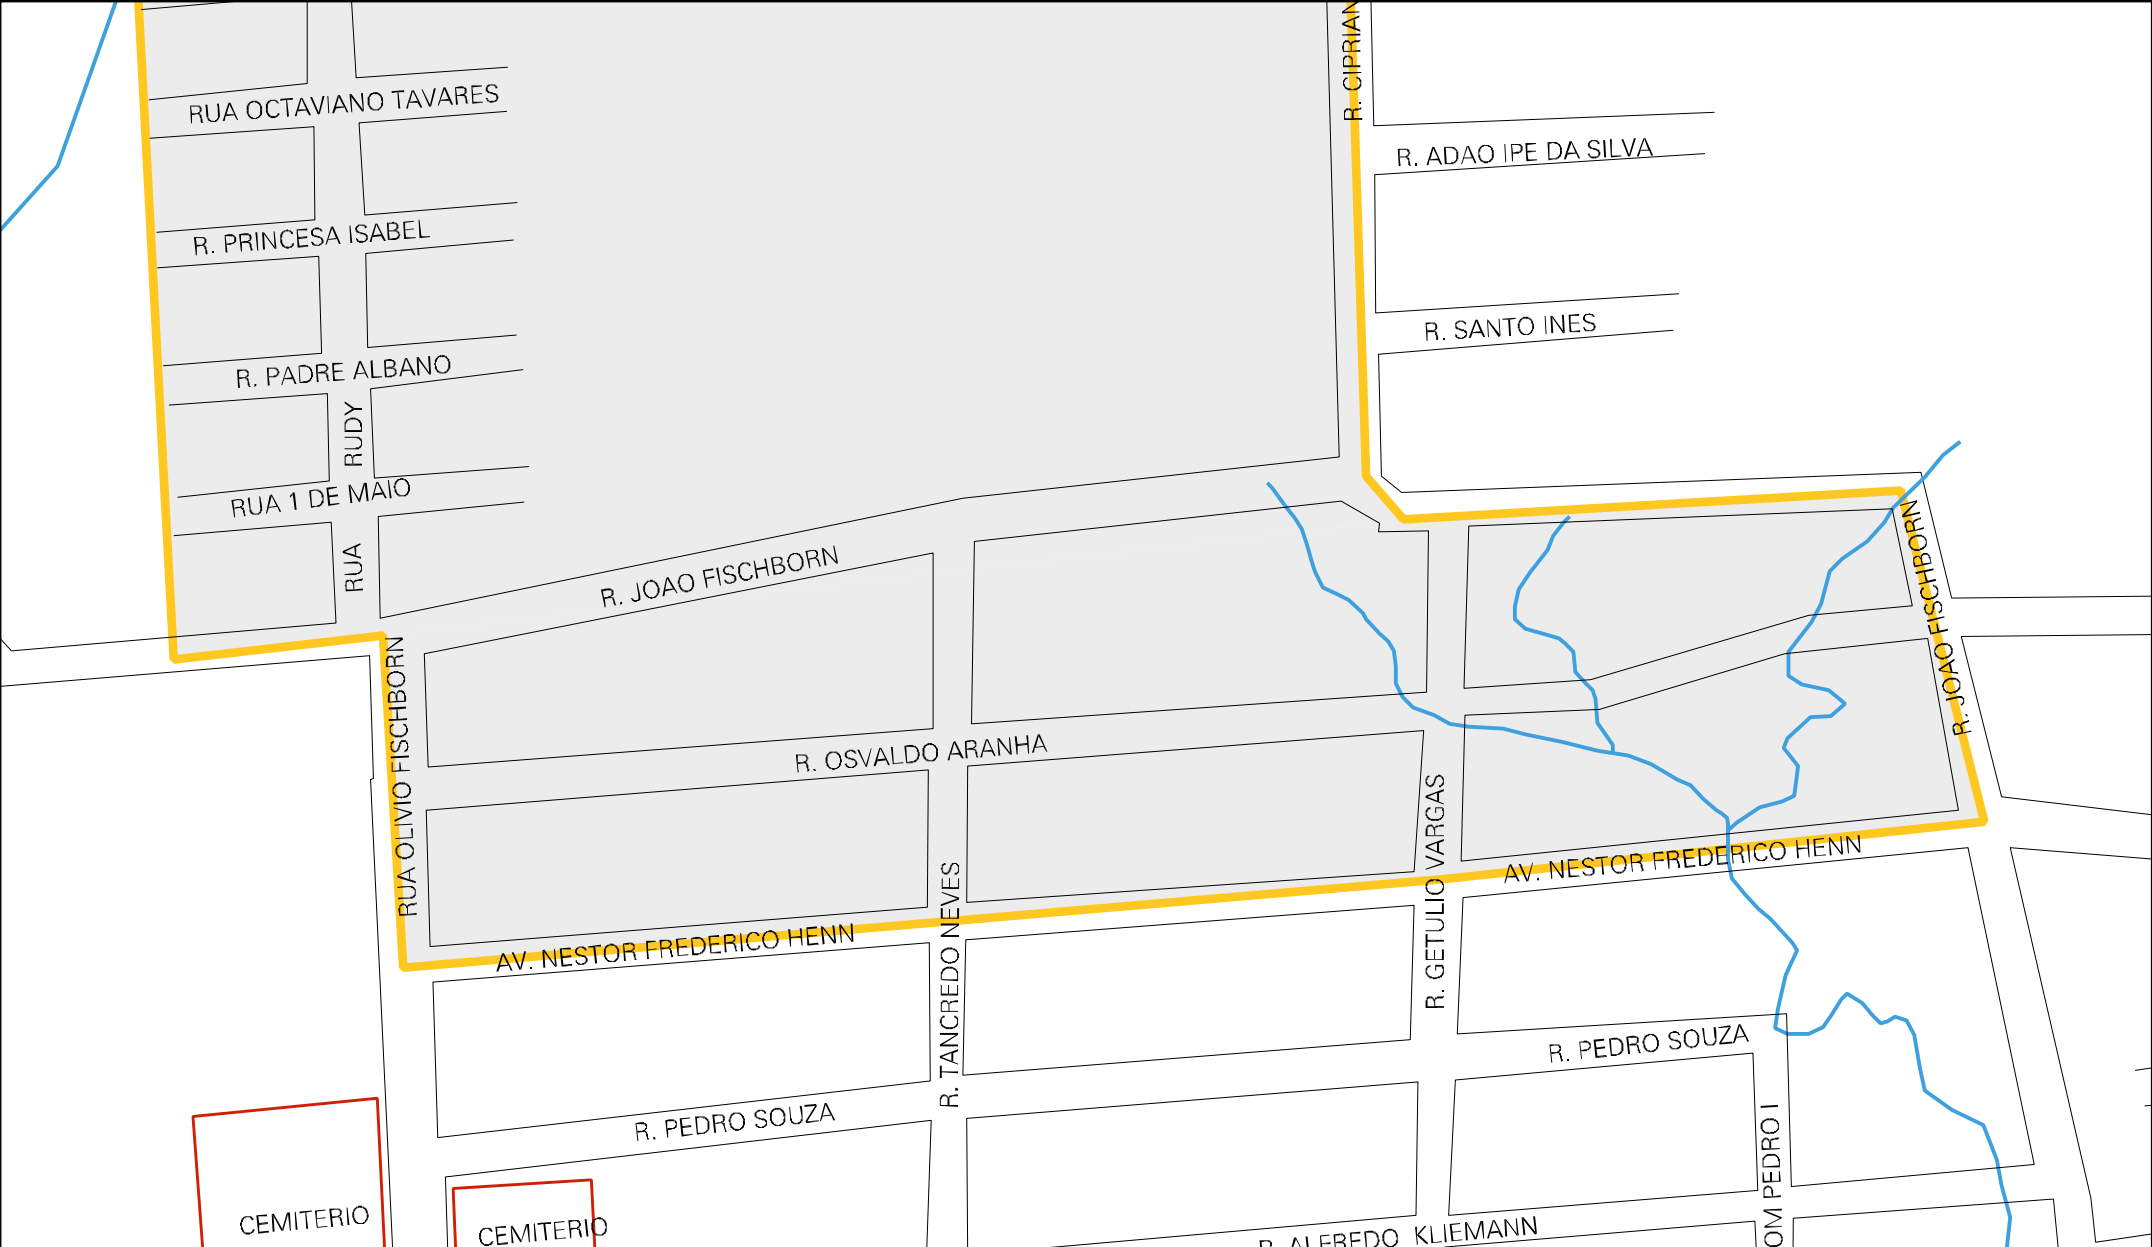 R. CIPRIAN
RUA OCTAVIANO TAVARES
R. ADAO IPE DA SILVA
R. PRINCESA ISABEL
R. SANTO INES
R. PADRE ALBANO
RUA RUDY
RUA 1 DE MAIO
R. JOAO FISCHBORN
R. JOAO FISCHBORN
RUA OLIVIO FISCHBORN
R. OSVALDO ARANHA
R. GETULIO VARGAS
AV. NESTOR FREDERICO HENN
AV. NESTOR FREDERICO HENN
R. TANCREDO NEVES
R. PEDRO SOUZA
R. PEDRO SOUZA
OM PEDRO I
CEMITERIO
CEMITERIO
R. ALFREDO KLIEMANN